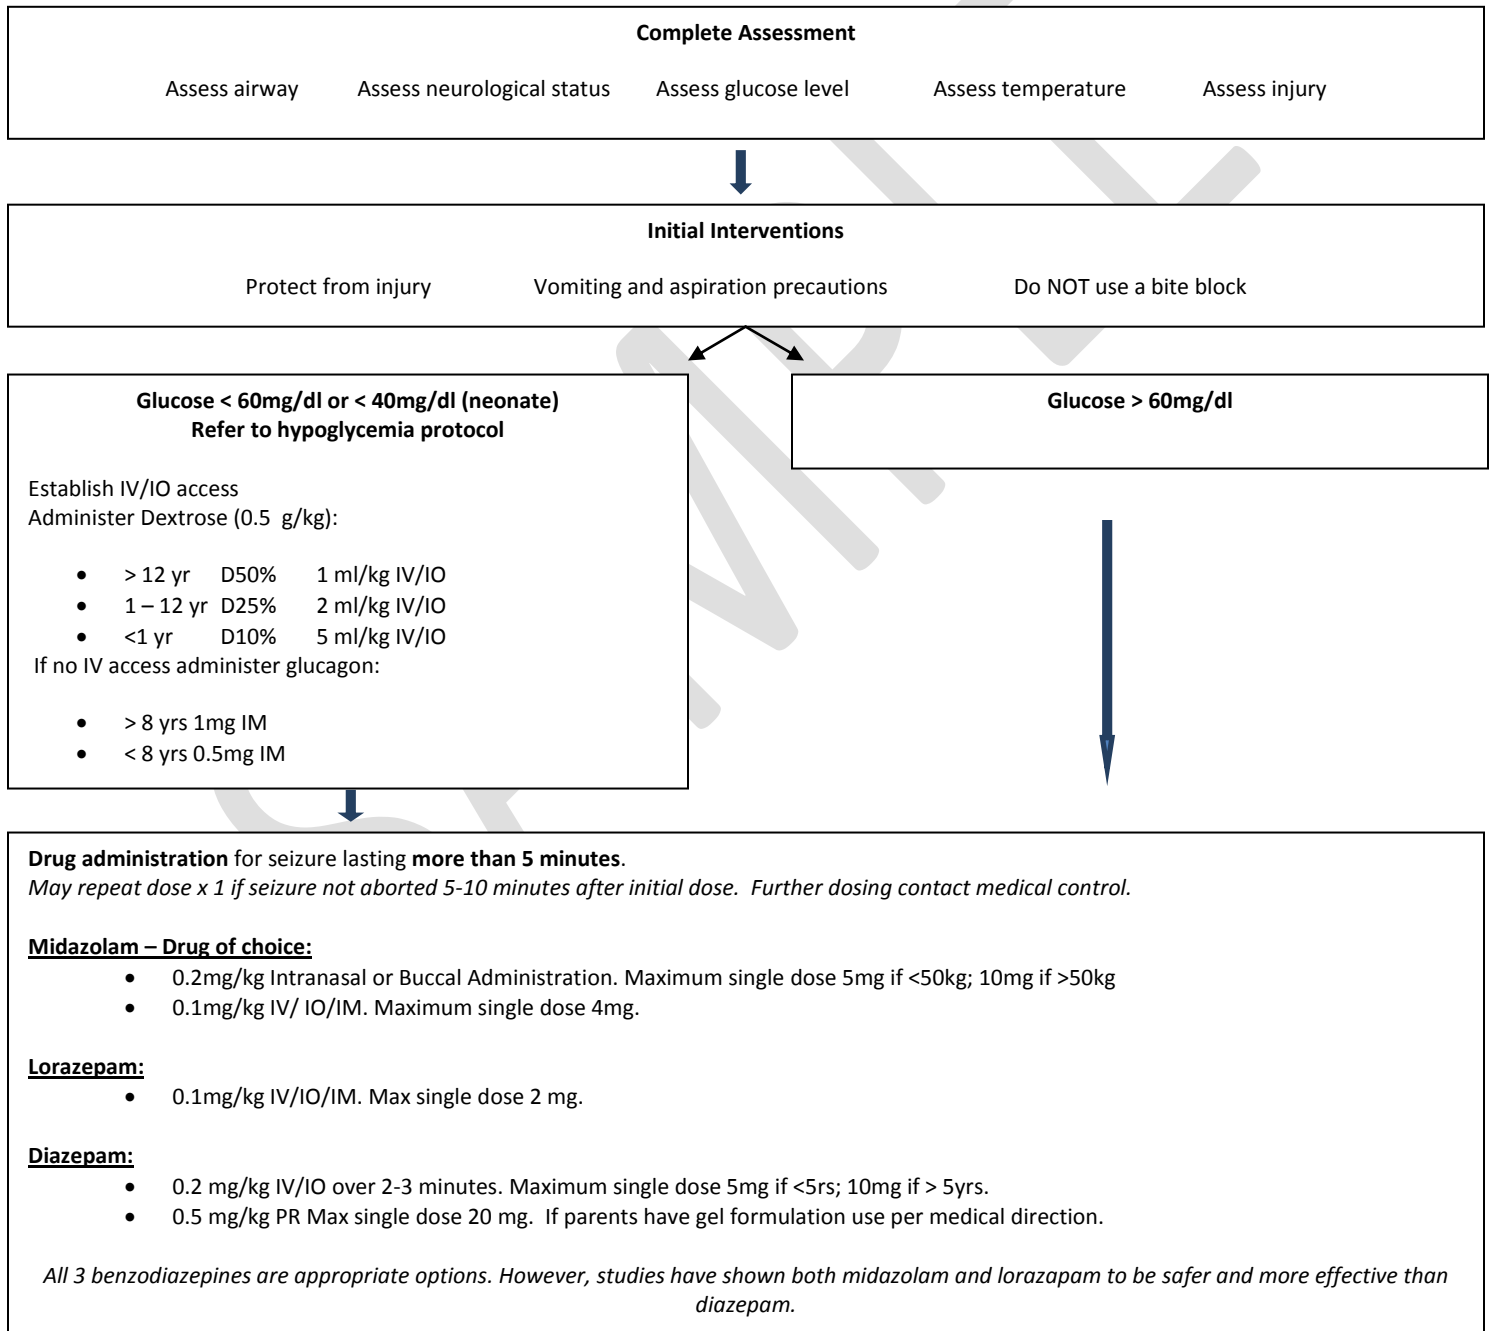 Complete Assessment
Assess airway Assess neurological status Assess glucose level Assess temperature Assess injury
Initial Interventions
Protect from injury Vomiting and aspiration precautions Do NOT use a bite block
Glucose < 60mg/dl or < 40mg/dl (neonate)
Refer to hypoglycemia protocol
Establish IV/IO access
Administer Dextrose (0.5 g/kg):
• > 12 yr D50% 1 ml/kg IV/IO
• 1 – 12 yr D25% 2 ml/kg IV/IO
• <1 yr D10% 5 ml/kg IV/IO
If no IV access administer glucagon:
• > 8 yrs 1mg IM
• < 8 yrs 0.5mg IM
Glucose > 60mg/dl
Drug administration for seizure lasting more than 5 minutes.
May repeat dose x 1 if seizure not aborted 5-10 minutes after initial dose. Further dosing contact medical control.
Midazolam – Drug of choice:
• 0.2mg/kg Intranasal or Buccal Administration. Maximum single dose 5mg if <50kg; 10mg if >50kg
• 0.1mg/kg IV/ IO/IM. Maximum single dose 4mg.
Lorazepam:
• 0.1mg/kg IV/IO/IM. Max single dose 2 mg.
Diazepam:
• 0.2 mg/kg IV/IO over 2-3 minutes. Maximum single dose 5mg if <5rs; 10mg if > 5yrs.
• 0.5 mg/kg PR Max single dose 20 mg. If parents have gel formulation use per medical direction.
All 3 benzodiazepines are appropriate options. However, studies have shown both midazolam and lorazapam to be safer and more effective than
diazepam.